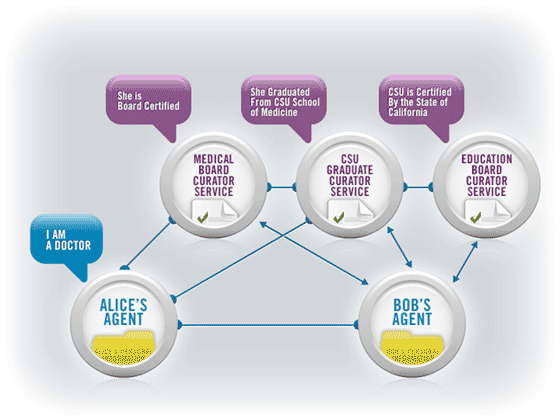 She is
Board Certified
She Graduated
From CSU School
of Medicine
CSU is Certified
By the State of
California
MEDICAL
BOARD
CURATOR
SERVICE
CSU
GRADUATE
CURATOR
SERVICE
EDUCATION
BOARD
CURATOR
SERVICE
I AM
A DOCTOR
ALICE'S
AGENT
BOB'S
AGENT